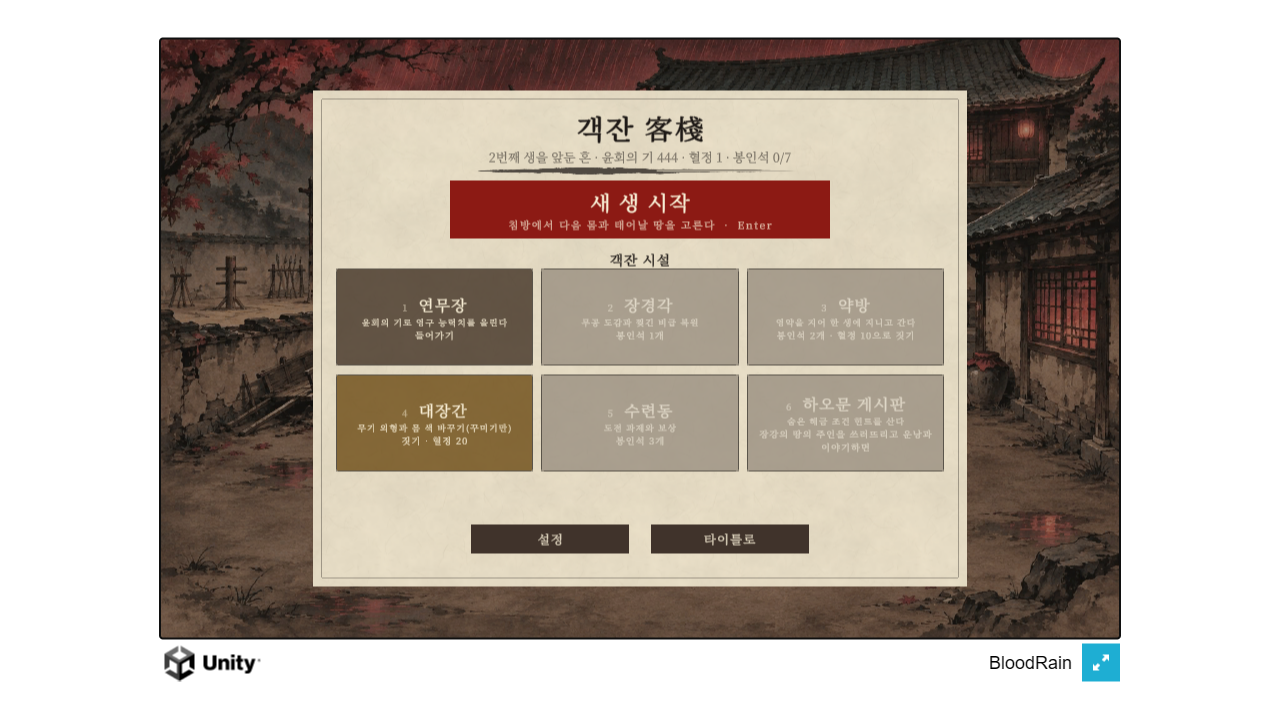 객잔 客棧
2번째 생을 앞둔 혼 · 윤회의 기 444 · 혈정 1 · 봉인석 0/7
새 생 시작
침방에서 다음 몸과 태어날 땅을 고른다 · Enter
객잔 시설
1 연무장
윤회의 기로 영구 능력치를 올린다
들어가기
2 장경각
무공 도감과 찢긴 비급 복원
봉인석 1개
3 약방
영약을 지어 한 생에 지니고 간다
봉인석 2개 · 혈정 10으로 짓기
4 대장간
무기 외형과 몸 색 바꾸기(꾸미기만)
짓기 · 혈정 20
5 수련동
도전 과제와 보상
봉인석 3개
6 하오문 게시판
숨은 해금 조건 힌트를 산다
장강의 땅의 주인을 쓰러뜨리고 운남과
이야기하면
설정
타이틀로
Unity
BloodRain